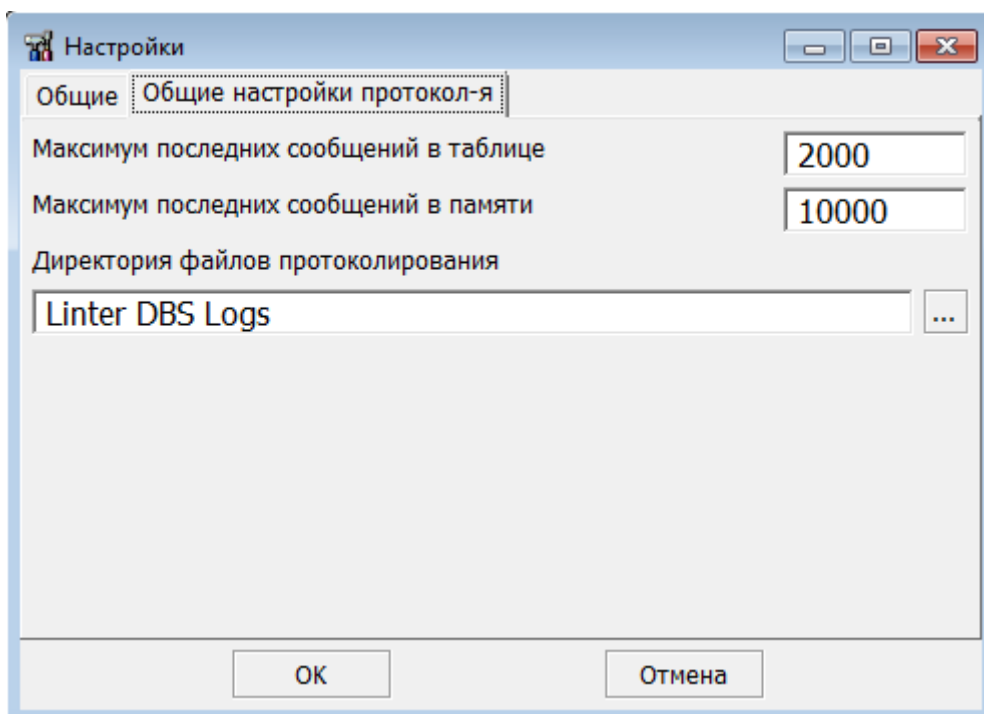 Настройки
Общие Общие настройки протокол-я
Максимум последних сообщений в таблице 2000
Максимум последних сообщений в памяти 10000
Директория файлов протоколирования
Linter DBS Logs ...
OK Отмена